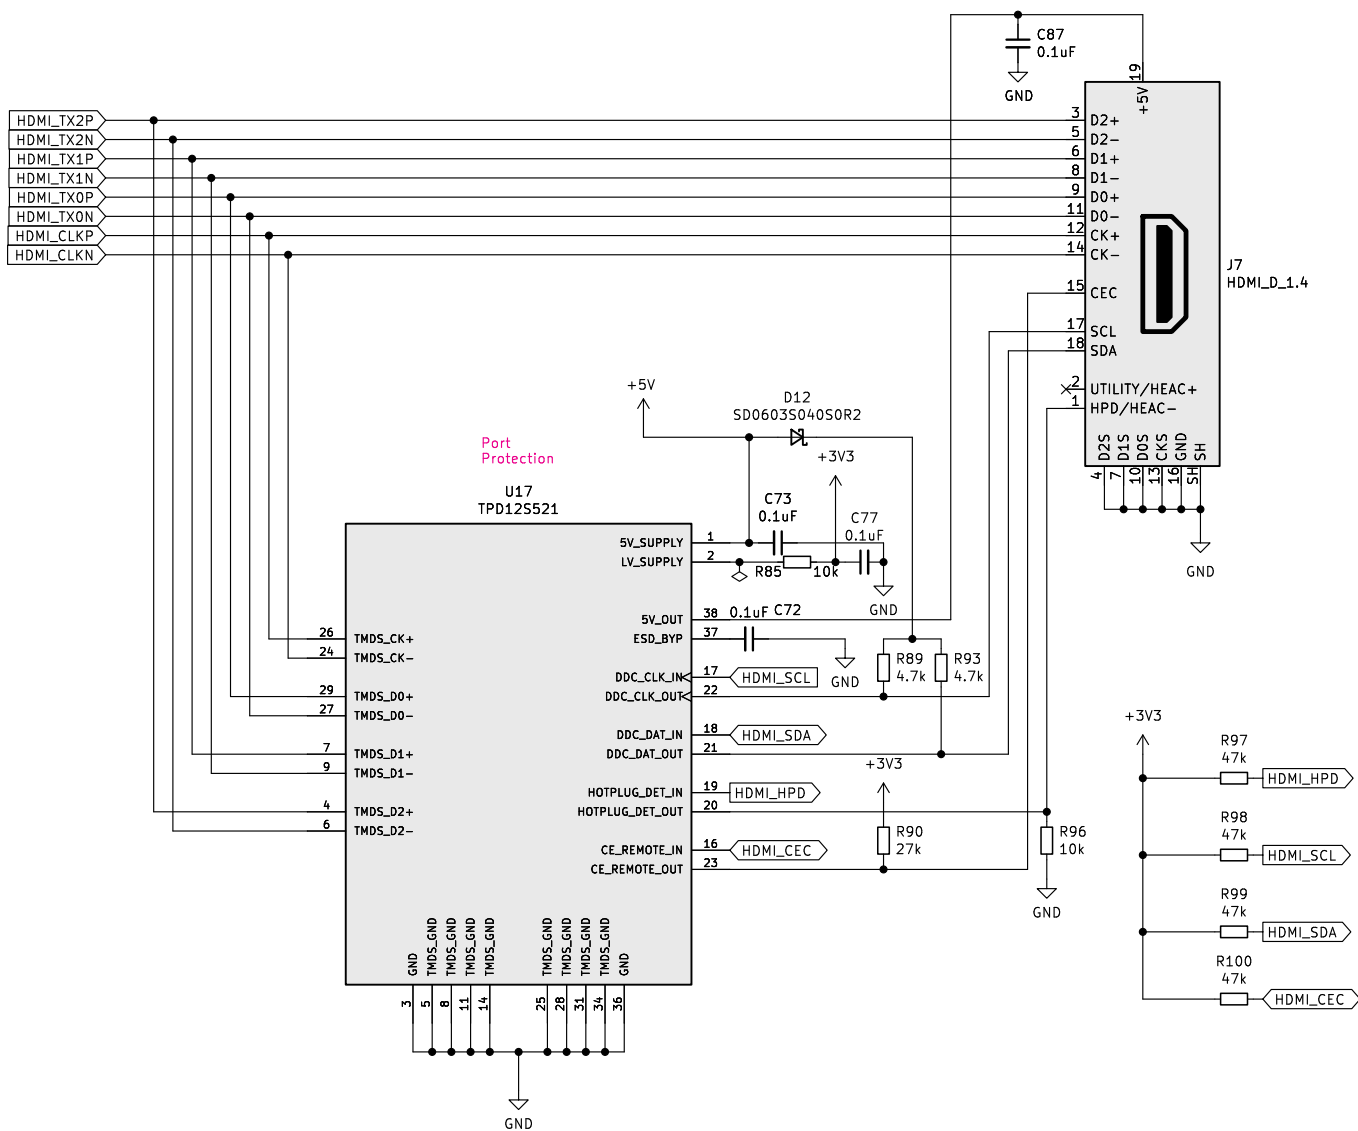 C87
0.1uF
GND
19
+5V
HDMI_TX2P
HDMI_TX2N
HDMI_TX1P
HDMI_TX1N
HDMI_TX0P
HDMI_TX0N
HDMI_CLKP
HDMI_CLKN
3 D2+
5 D2-
6 D1+
8 D1-
9 D0+
11 D0-
12 CK+
14 CK-
15 CEC
17 SCL
18 SDA
2 UTILITY/HEAC+
1 HPD/HEAC-
J7
HDMI_D_1.4
D2S
D1S
D0S
CKS
GND
SH
4
7
10
13
16
SH
GND
+5V
D12
SD0603S040S0R2
+3V3
Port
Protection
U17
TPD12S521
C73
0.1uF
C77
0.1uF
5V_SUPPLY 1
LV_SUPPLY 2
R85 10k
GND
5V_OUT 38
0.1uF C72
ESD_BYP 37
GND
R89
4.7k
R93
4.7k
DDC_CLK_IN 17 HDMI_SCL
DDC_CLK_OUT 22
DDC_DAT_IN 18 HDMI_SDA
DDC_DAT_OUT 21
+3V3
HOTPLUG_DET_IN 19 HDMI_HPD
HOTPLUG_DET_OUT 20
R90
27k
R96
10k
GND
CE_REMOTE_IN 16 HDMI_CEC
CE_REMOTE_OUT 23
26 TMDS_CK+
24 TMDS_CK-
29 TMDS_D0+
27 TMDS_D0-
7 TMDS_D1+
9 TMDS_D1-
4 TMDS_D2+
6 TMDS_D2-
GND
TMDS_GND
TMDS_GND
TMDS_GND
TMDS_GND
TMDS_GND
TMDS_GND
TMDS_GND
TMDS_GND
GND
3
5
8
11
14
25
28
31
34
36
GND
+3V3
R97
47k
HDMI_HPD
R98
47k
HDMI_SCL
R99
47k
HDMI_SDA
R100
47k
HDMI_CEC